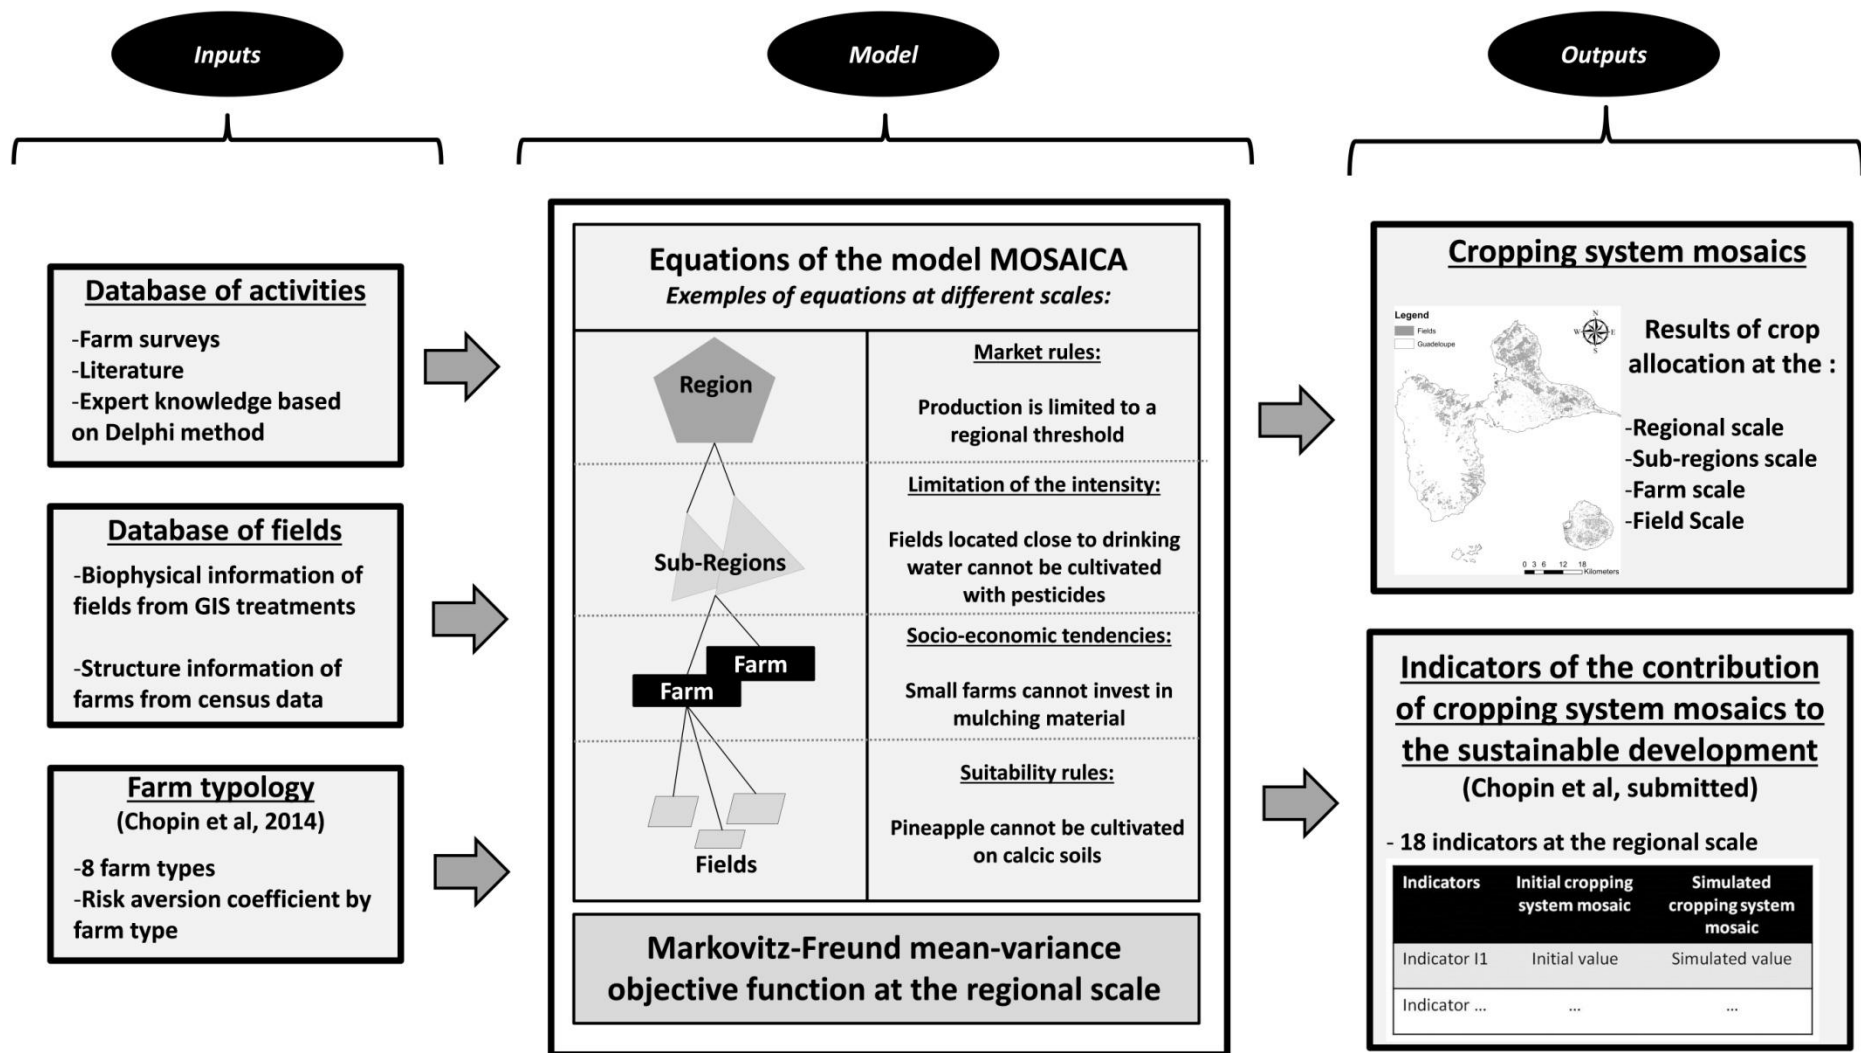 Inputs
Model
Outputs
Database of activities
-Farm surveys
-Literature
-Expert knowledge based
on Delphi method
Database of fields
-Biophysical information of
fields from GIS treatments
-Structure information of
farms from census data
Farm typology
(Chopin et al, 2014)
-8 farm types
-Risk aversion coefficient by
farm type
Equations of the model MOSAICA
Exemples of equations at different scales:
Region
Market rules:
Production is limited to a
regional threshold
Sub-Regions
Limitation of the intensity:
Fields located close to drinking
water cannot be cultivated
with pesticides
Farm
Farm
Socio-economic tendencies:
Small farms cannot invest in
mulching material
Fields
Suitability rules:
Pineapple cannot be cultivated
on calcic soils
Markovitz-Freund mean-variance
objective function at the regional scale
Cropping system mosaics
Legend
Fields
Guadeloupe
N
W E
S
0 3 6 12 18
Kilometers
Results of crop
allocation at the :
-Regional scale
-Sub-regions scale
-Farm scale
-Field Scale
Indicators of the contribution
of cropping system mosaics to
the sustainable development
(Chopin et al, submitted)
- 18 indicators at the regional scale
Indicators Initial cropping system mosaic Simulated cropping system mosaic
Indicator I1 Initial value Simulated value
Indicator ... ... ...